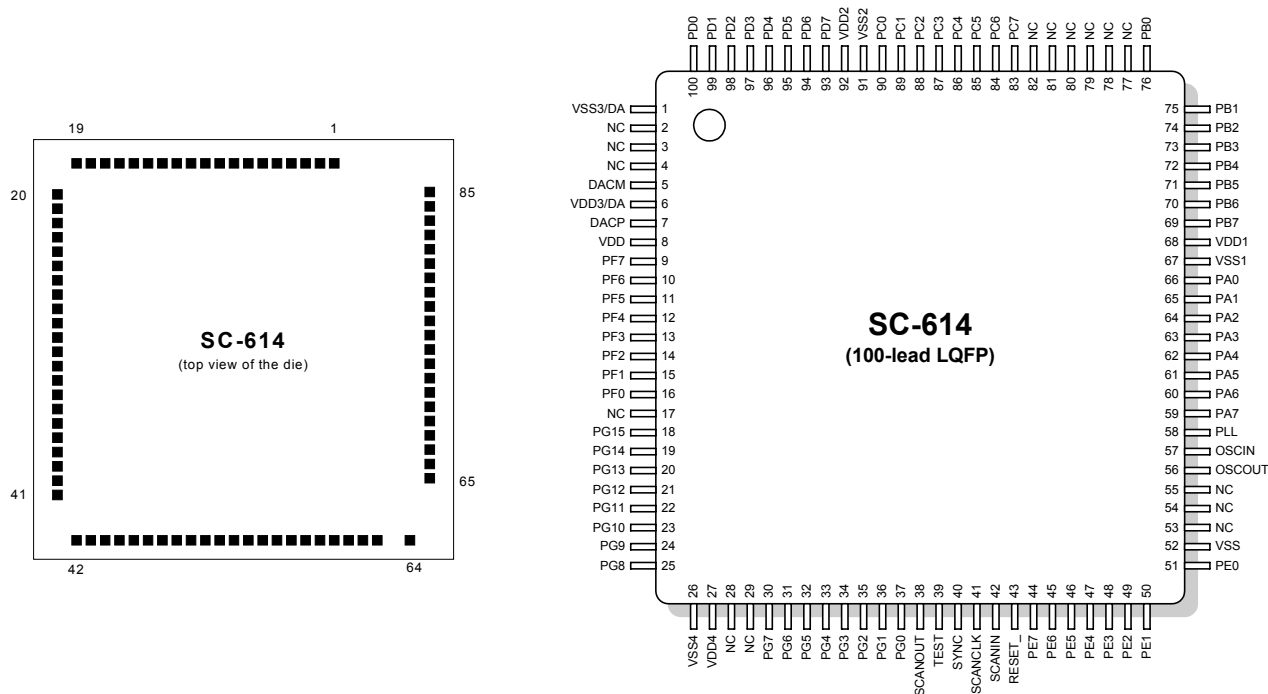 19 1
20 85
SC-614
(top view of the die)
41 65
42 64
PD0 PD1 PD2 PD3 PD4 PD5 PD6 PD7 VDD2 VSS2 PC0 PC1 PC2 PC3 PC4 PC5 PC6 PC7 NC NC NC NC NC NC PB0
100 99 98 97 96 95 94 93 92 91 90 89 88 87 86 85 84 83 82 81 80 79 78 77 76
VSS3/DA 1
NC 2
NC 3
NC 4
DACM 5
VDD3/DA 6
DACP 7
VDD 8
PF7 9
PF6 10
PF5 11
PF4 12
PF3 13
PF2 14
PF1 15
PF0 16
NC 17
PG15 18
PG14 19
PG13 20
PG12 21
PG11 22
PG10 23
PG9 24
PG8 25
SC-614
(100-lead LQFP)
75 PB1
74 PB2
73 PB3
72 PB4
71 PB5
70 PB6
69 PB7
68 VDD1
67 VSS1
66 PA0
65 PA1
64 PA2
63 PA3
62 PA4
61 PA5
60 PA6
59 PA7
58 PLL
57 OSCIN
56 OSCOUT
55 NC
54 NC
53 NC
52 VSS
51 PE0
26 27 28 29 30 31 32 33 34 35 36 37 38 39 40 41 42 43 44 45 46 47 48 49 50
VSS4 VDD4 NC NC PG7 PG6 PG5 PG4 PG3 PG2 PG1 PG0 SCANOUT TEST SYNC SCANCLK SCANIN RESET_ PE7 PE6 PE5 PE4 PE3 PE2 PE1